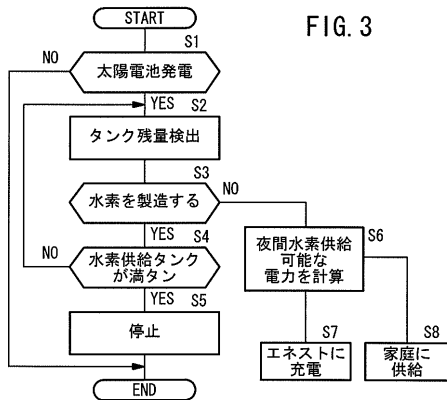 START
FIG. 3
S1
NO
太陽電池発電
YES
S2
タンク残量検出
S3
水素を製造する
NO
YES
S4
NO
水素供給タンク
が満タン
YES
S5
停止
END
S6
夜間水素供給
可能な
電力を計算
S7
エネストに
充電
S8
家庭に
供給